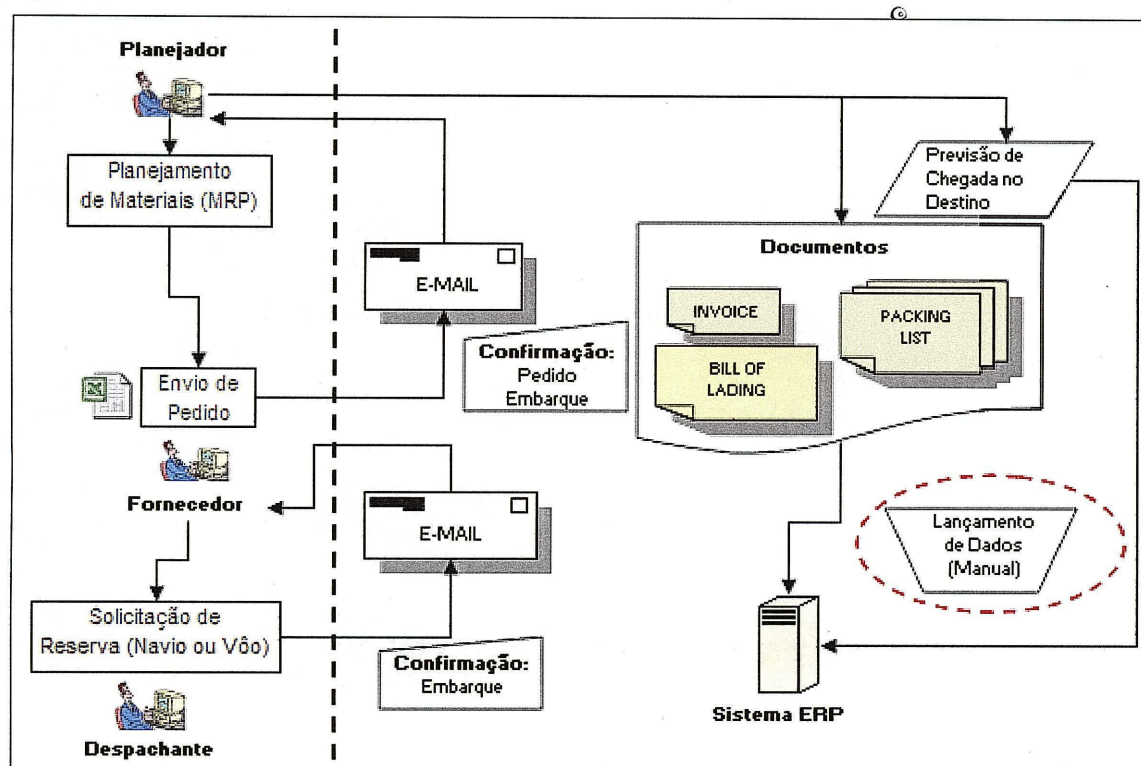 Planejador
Planejamento
de Materiais (MRP)
Envio de
Pedido
Fornecedor
Solicitação de
Reserva (Navio ou Vôo)
Despachante
E-MAIL
Confirmação:
Pedido
Embarque
E-MAIL
Confirmação:
Embarque
Previsão de
Chegada no
Destino
Documentos
INVOICE
BILL OF
LADING
PACKING
LIST
Lançamento
de Dados
(Manual)
Sistema ERP